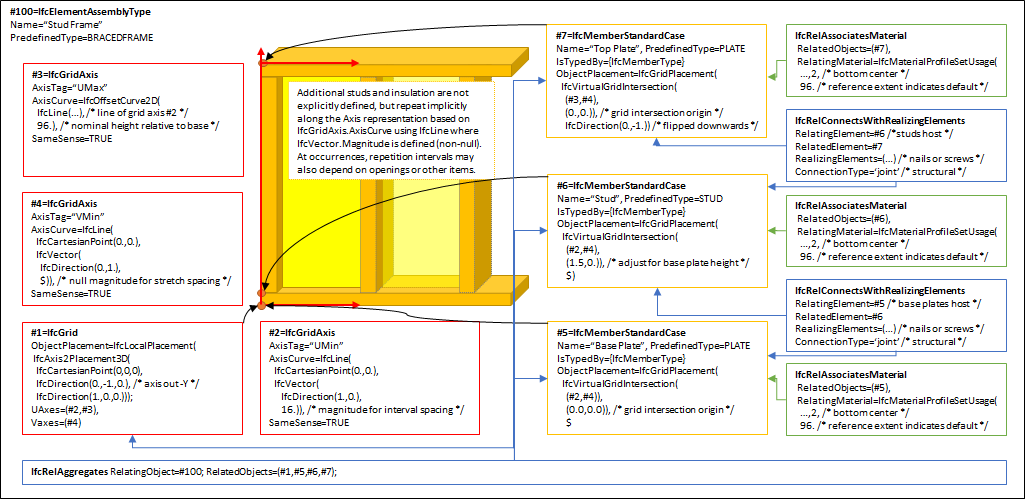 #100=IfcElementAssemblyType
Name="Stud Frame"
PredefinedType=BRACEDFRAME
#3=IfcGridAxis
AxisTag="UMax"
AxisCurve=IfcOffsetCurve2D(
IfcLine(...), /* line of grid axis #2 */
96.), /* nominal height relative to base */
SameSense=TRUE
#4=IfcGridAxis
AxisTag="VMin"
AxisCurve=IfcLine(
IfcCartesianPoint(0.,0.),
IfcVector(
IfcDirection(0.,1.),
$)), /* null magnitude for stretch spacing */
SameSense=TRUE
#1=IfcGrid
ObjectPlacement=IfcLocalPlacement(
IfcAxis2Placement3D(
IfcCartesianPoint(0,0,0)
IfcDirection(0.,-1.,0.), /* axis out -Y */
IfcDirection(1.,0.,0.)));
UAxes=(#2,#3),
Vaxes=(#4)
Additional studs and insulation are not
explicitly defined, but repeat implicitly
along the Axis representation based on
IfcGridAxis.AxisCurve using IfcLine where
IfcVector.Magnitude is defined (non-null).
At occurrences, repetition intervals may
also depend on openings or other items.
#2=IfcGridAxis
AxisTag="UMin"
AxisCurve=IfcLine(
IfcCartesianPoint(0.,0.),
IfcVector(
IfcDirection(1.,0.),
16.)), /* magnitude for interval spacing */
SameSense=TRUE
#7=IfcMemberStandardCase
Name="Top Plate", PredefinedType=PLATE
IsTypedBy={IfcMemberType}
ObjectPlacement=IfcGridPlacement(
IfcVirtualGridIntersection(
(#3,#4),
(0.,0.)), /* grid intersection origin */
IfcDirection(0.,-1.)) /* flipped downwards */
#6=IfcMemberStandardCase
Name="Stud", PredefinedType=STUD
IsTypedBy={IfcMemberType}
ObjectPlacement=IfcGridPlacement(
IfcVirtualGridIntersection(
(#2,#4),
(1.5,0.)), /* adjust for base plate height */
$)
#5=IfcMemberStandardCase
Name="Base Plate", PredefinedType=PLATE
IsTypedBy={IfcMemberType}
ObjectPlacement=IfcGridPlacement(
IfcVirtualGridIntersection(
(#2,#4)),
(0.0,0.0)), /* grid intersection origin */
$
IfcRelAssociatesMaterial
RelatedObjects=(#7),
RelatingMaterial=IfcMaterialProfileSetUsage(
...,2, /* bottom center */
96. /* reference extent indicates default */)
IfcRelConnectsWithRealizingElements
RelatingElement=#6 /*studs host */
RelatedElement=#7
RealizingElements=(...) /* nails or screws */
ConnectionType='joint' /* structural */
IfcRelAssociatesMaterial
RelatedObjects=(#6),
RelatingMaterial=IfcMaterialProfileSetUsage(
...,2, /* bottom center */
96. /* reference extent indicates default */)
IfcRelConnectsWithRealizingElements
RelatingElement=#5 /* base plates host */
RelatedElement=#6
RealizingElements=(...) /* nails or screws */
ConnectionType='joint' /* structural */
IfcRelAssociatesMaterial
RelatedObjects=(#5),
RelatingMaterial=IfcMaterialProfileSetUsage(
...,2, /* bottom center */
96. /* reference extent indicates default */)
IfcRelAggregates RelatingObject=#100; RelatedObjects=(#1,#5,#6,#7);